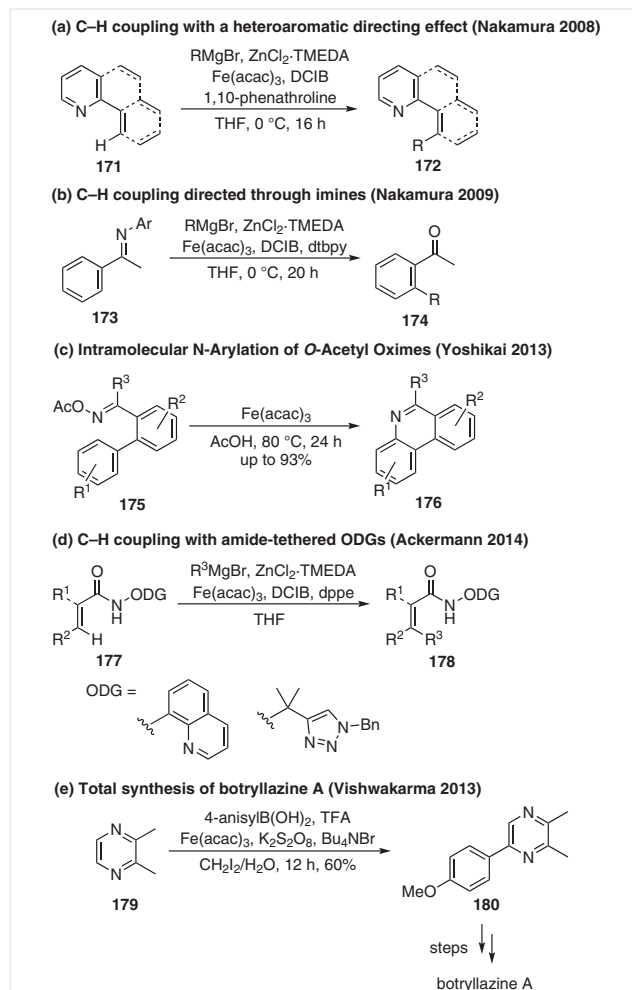 (a) C–H coupling with a heteroaromatic directing effect (Nakamura 2008)
RMgBr, ZnCl2·TMEDA
Fe(acac)3, DCIB
1,10-phenathroline
THF, 0 °C, 16 h
N
H
171
N
R
172
(b) C–H coupling directed through imines (Nakamura 2009)
N
Ar
RMgBr, ZnCl2·TMEDA
Fe(acac)3, DCIB, dtbpy
THF, 0 °C, 20 h
173
O
R
174
(c) Intramolecular N-Arylation of O-Acetyl Oximes (Yoshikai 2013)
R3
AcO
N
R2
R1
175
Fe(acac)3
AcOH, 80 °C, 24 h
up to 93%
R3
N
R2
R1
176
(d) C–H coupling with amide-tethered ODGs (Ackermann 2014)
O
R1
N
H
ODG
R2
H
177
R3MgBr, ZnCl2·TMEDA
Fe(acac)3, DCIB, dppe
THF
O
R1
N
H
ODG
R2
R3
178
ODG =
N
N
N
N
Bn
(e) Total synthesis of botryllazine A (Vishwakarma 2013)
N
N
179
4-anisylB(OH)2, TFA
Fe(acac)3, K2S2O8, Bu4NBr
CH2I2/H2O, 12 h, 60%
N
N
MeO
180
steps
botryllazine A